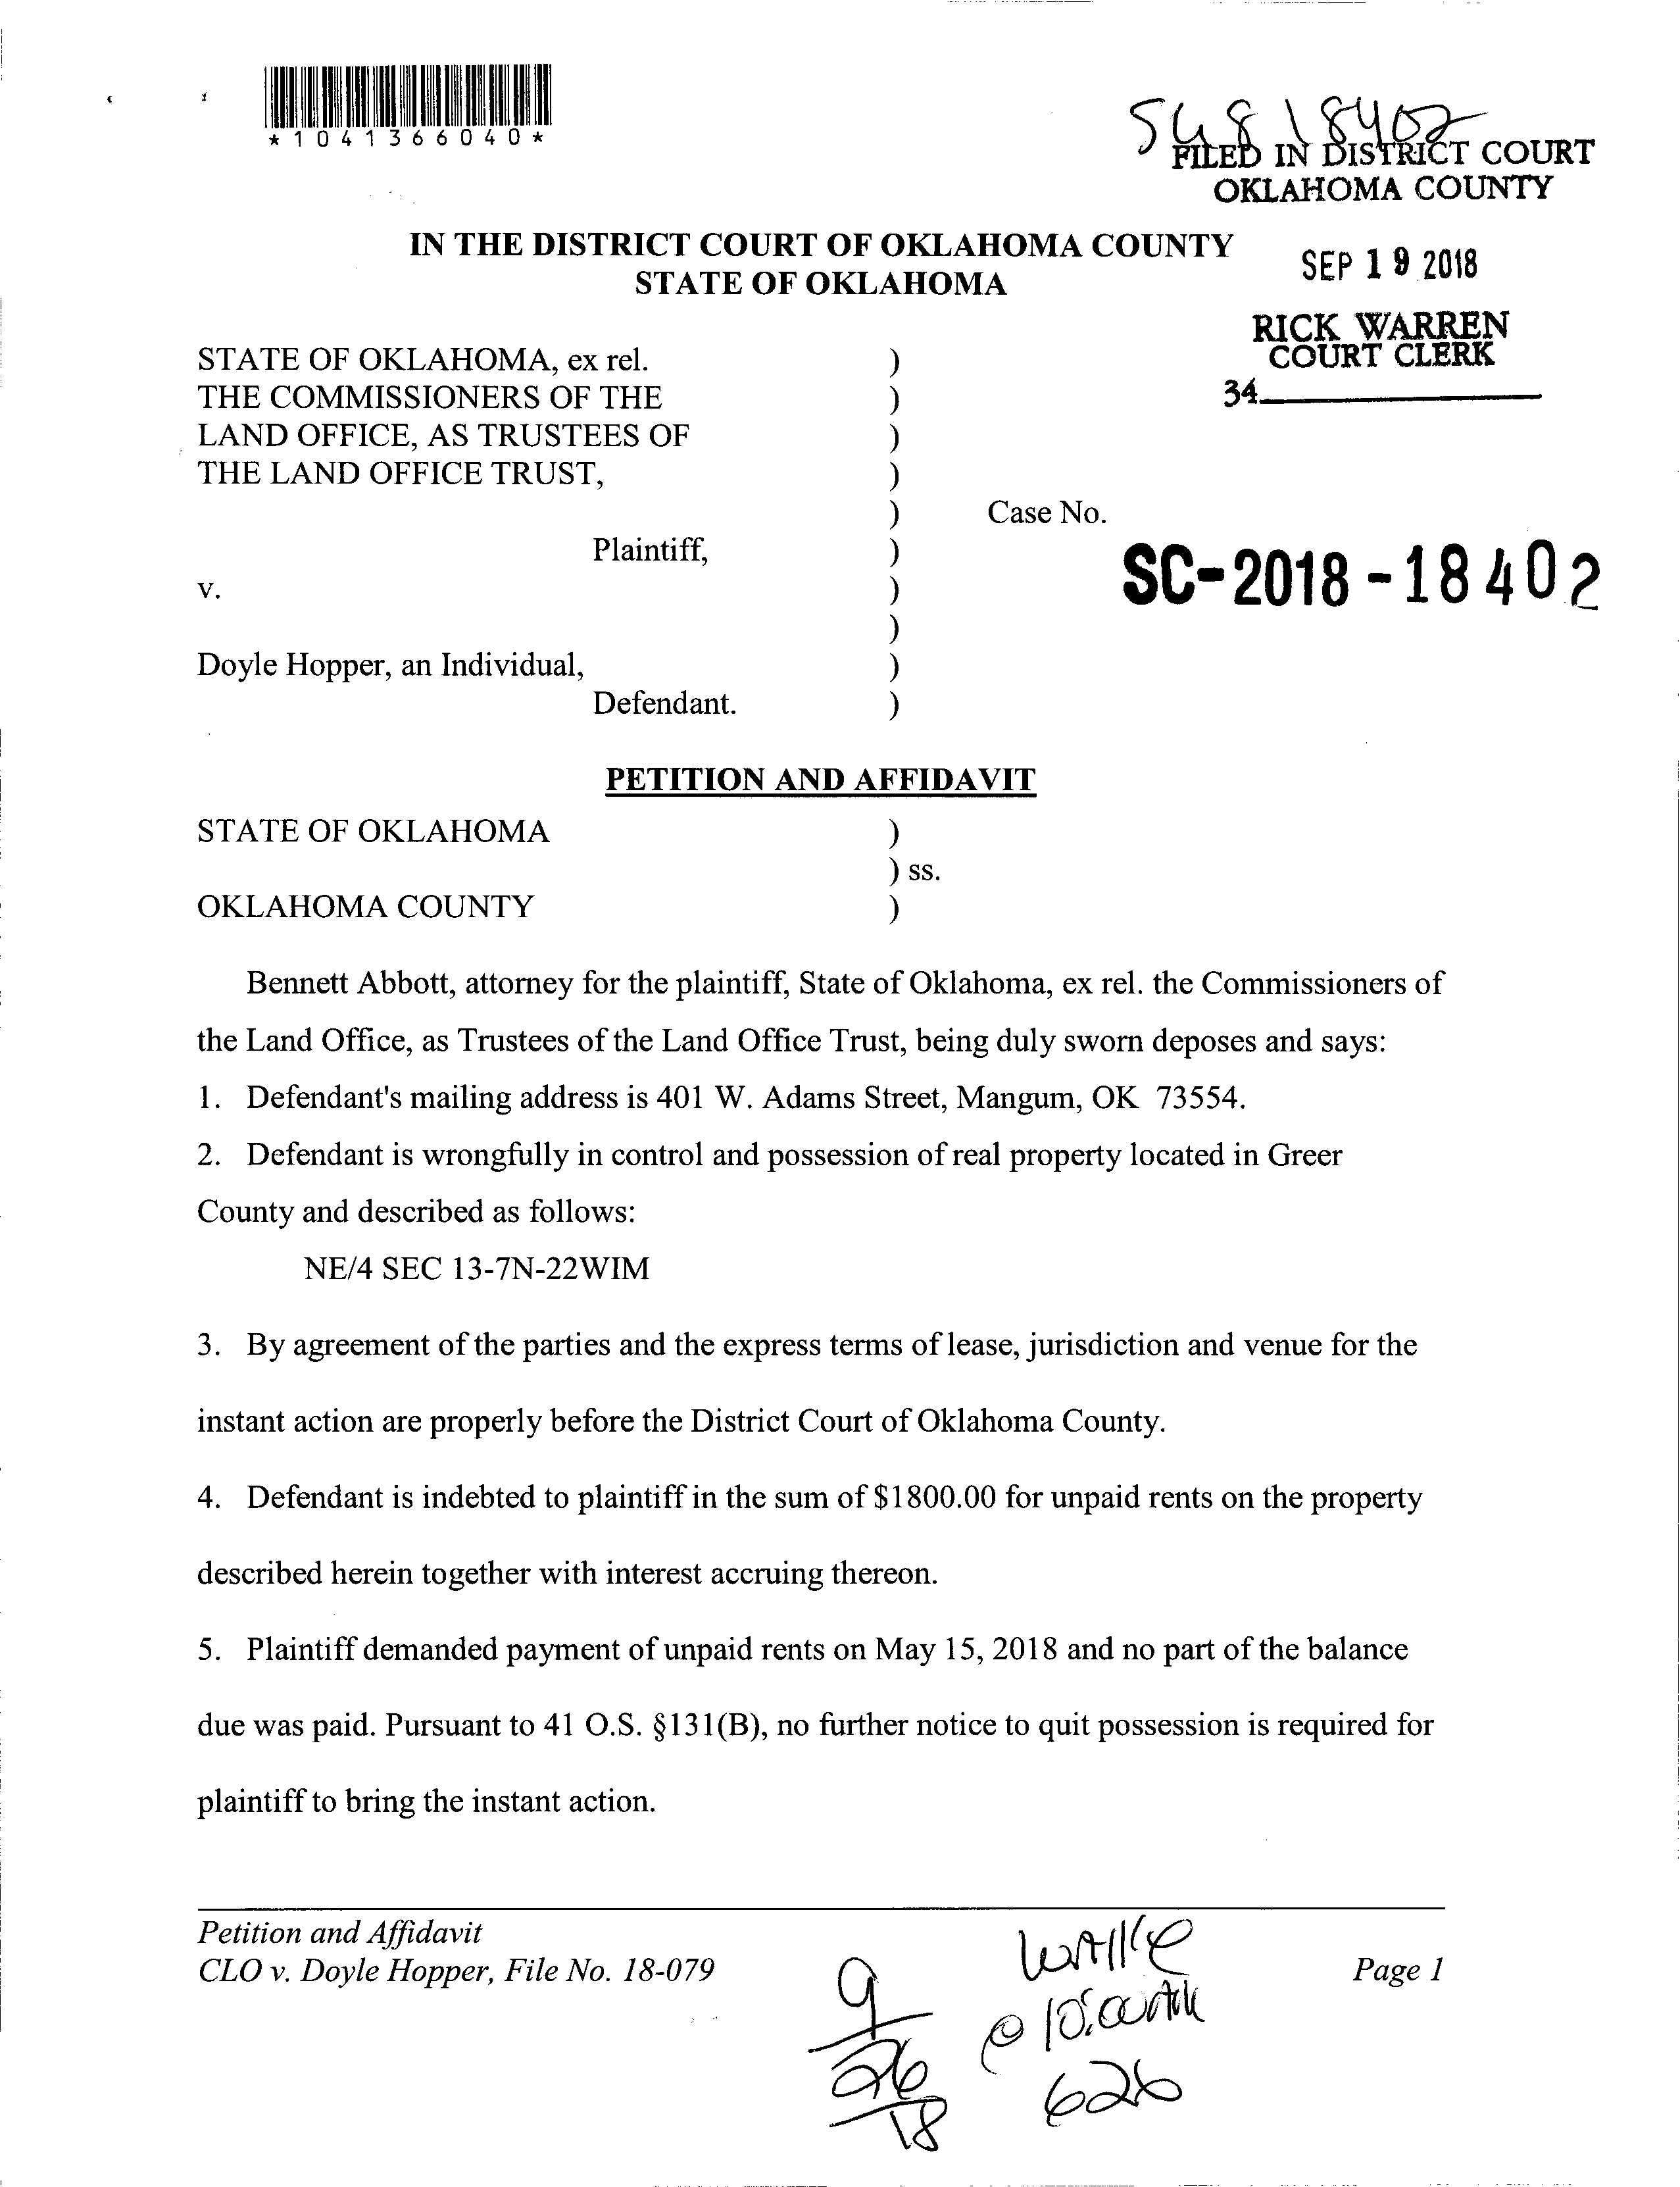 *1041366040*
FILED IN DISTRICT COURT
OKLAHOMA COUNTY
IN THE DISTRICT COURT OF OKLAHOMA COUNTY
STATE OF OKLAHOMA
SEP 19 2018
RICK WARREN
COURT CLERK
34
STATE OF OKLAHOMA, ex rel. )
THE COMMISSIONERS OF THE )
LAND OFFICE, AS TRUSTEES OF )
THE LAND OFFICE TRUST, )
) Case No.
Plaintiff, )
SC-2018-18402
v. )
)
Doyle Hopper, an Individual, )
Defendant. )
PETITION AND AFFIDAVIT
STATE OF OKLAHOMA )
) ss.
OKLAHOMA COUNTY )
Bennett Abbott, attorney for the plaintiff, State of Oklahoma, ex rel. the Commissioners of
the Land Office, as Trustees of the Land Office Trust, being duly sworn deposes and says:
1. Defendant's mailing address is 401 W. Adams Street, Mangum, OK 73554.
2. Defendant is wrongfully in control and possession of real property located in Greer
County and described as follows:
NE/4 SEC 13-7N-22WIM
3. By agreement of the parties and the express terms of lease, jurisdiction and venue for the
instant action are properly before the District Court of Oklahoma County.
4. Defendant is indebted to plaintiff in the sum of $1800.00 for unpaid rents on the property
described herein together with interest accruing thereon.
5. Plaintiff demanded payment of unpaid rents on May 15, 2018 and no part of the balance
due was paid. Pursuant to 41 O.S. §131(B), no further notice to quit possession is required for
plaintiff to bring the instant action.
Petition and Affidavit
CLO v. Doyle Hopper, File No. 18-079
Page 1
9
26
18
@ 10:00AM
626